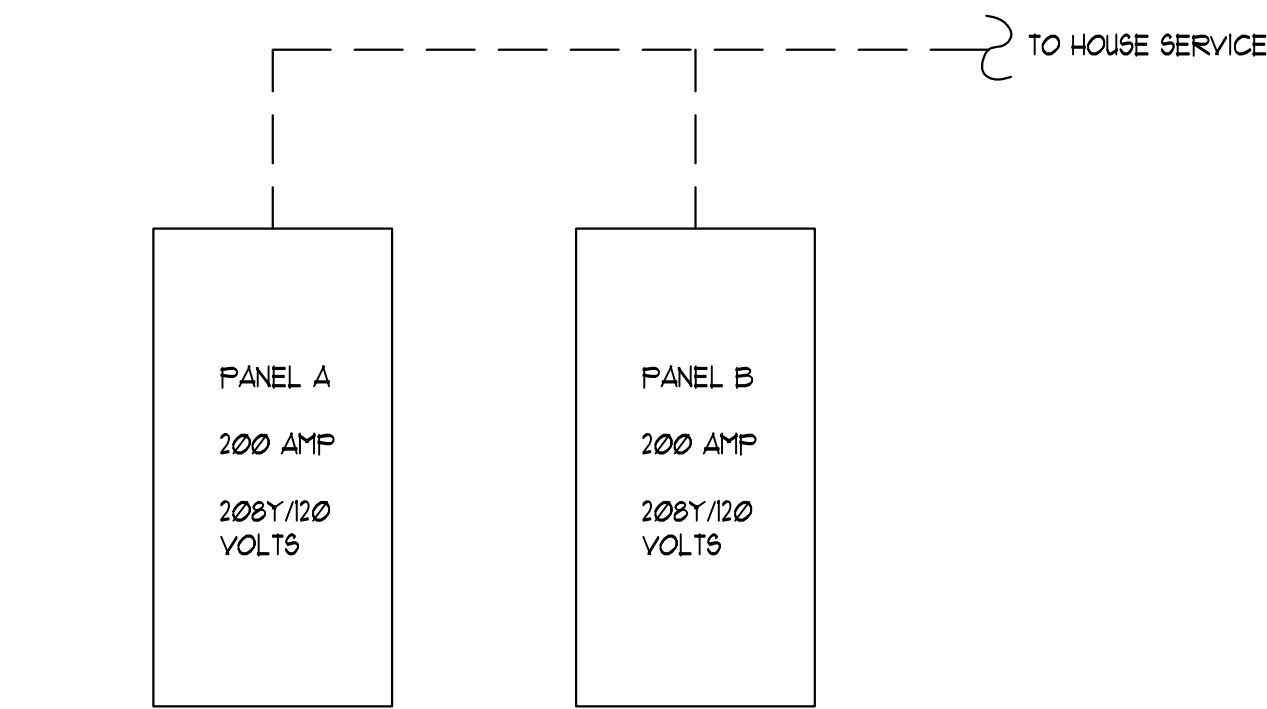 TO HOUSE SERVICE
PANEL A
200 AMP
208Y/120
VOLTS
PANEL B
200 AMP
208Y/120
VOLTS